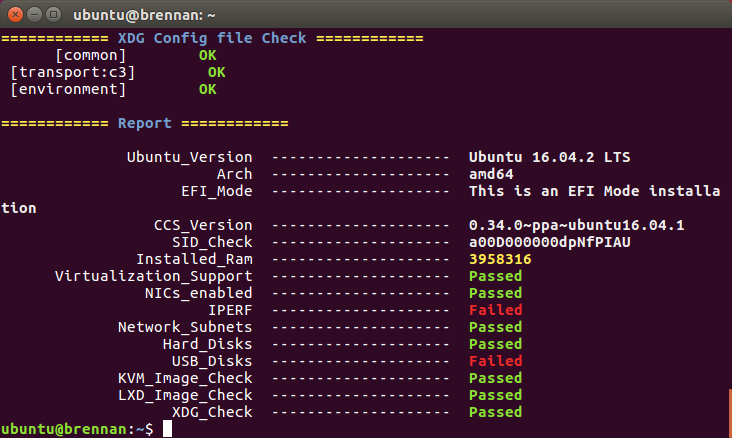 ubuntu@brennan: ~
============ XDG Config file Check ============
[common] OK
[transport:c3] OK
[environment] OK
============ Report ============
Ubuntu_Version -------------------- Ubuntu 16.04.2 LTS
Arch -------------------- amd64
EFI_Mode -------------------- This is an EFI Mode installa
tion
CCS_Version -------------------- 0.34.0~ppa~ubuntu16.04.1
SID_Check -------------------- a00D000000dpNfPIAU
Installed_Ram -------------------- 3958316
Virtualization_Support -------------------- Passed
NICs_enabled -------------------- Passed
IPERF -------------------- Failed
Network_Subnets -------------------- Passed
Hard_Disks -------------------- Passed
USB_Disks -------------------- Failed
KVM_Image_Check -------------------- Passed
LXD_Image_Check -------------------- Passed
XDG_Check -------------------- Passed
ubuntu@brennan:~$